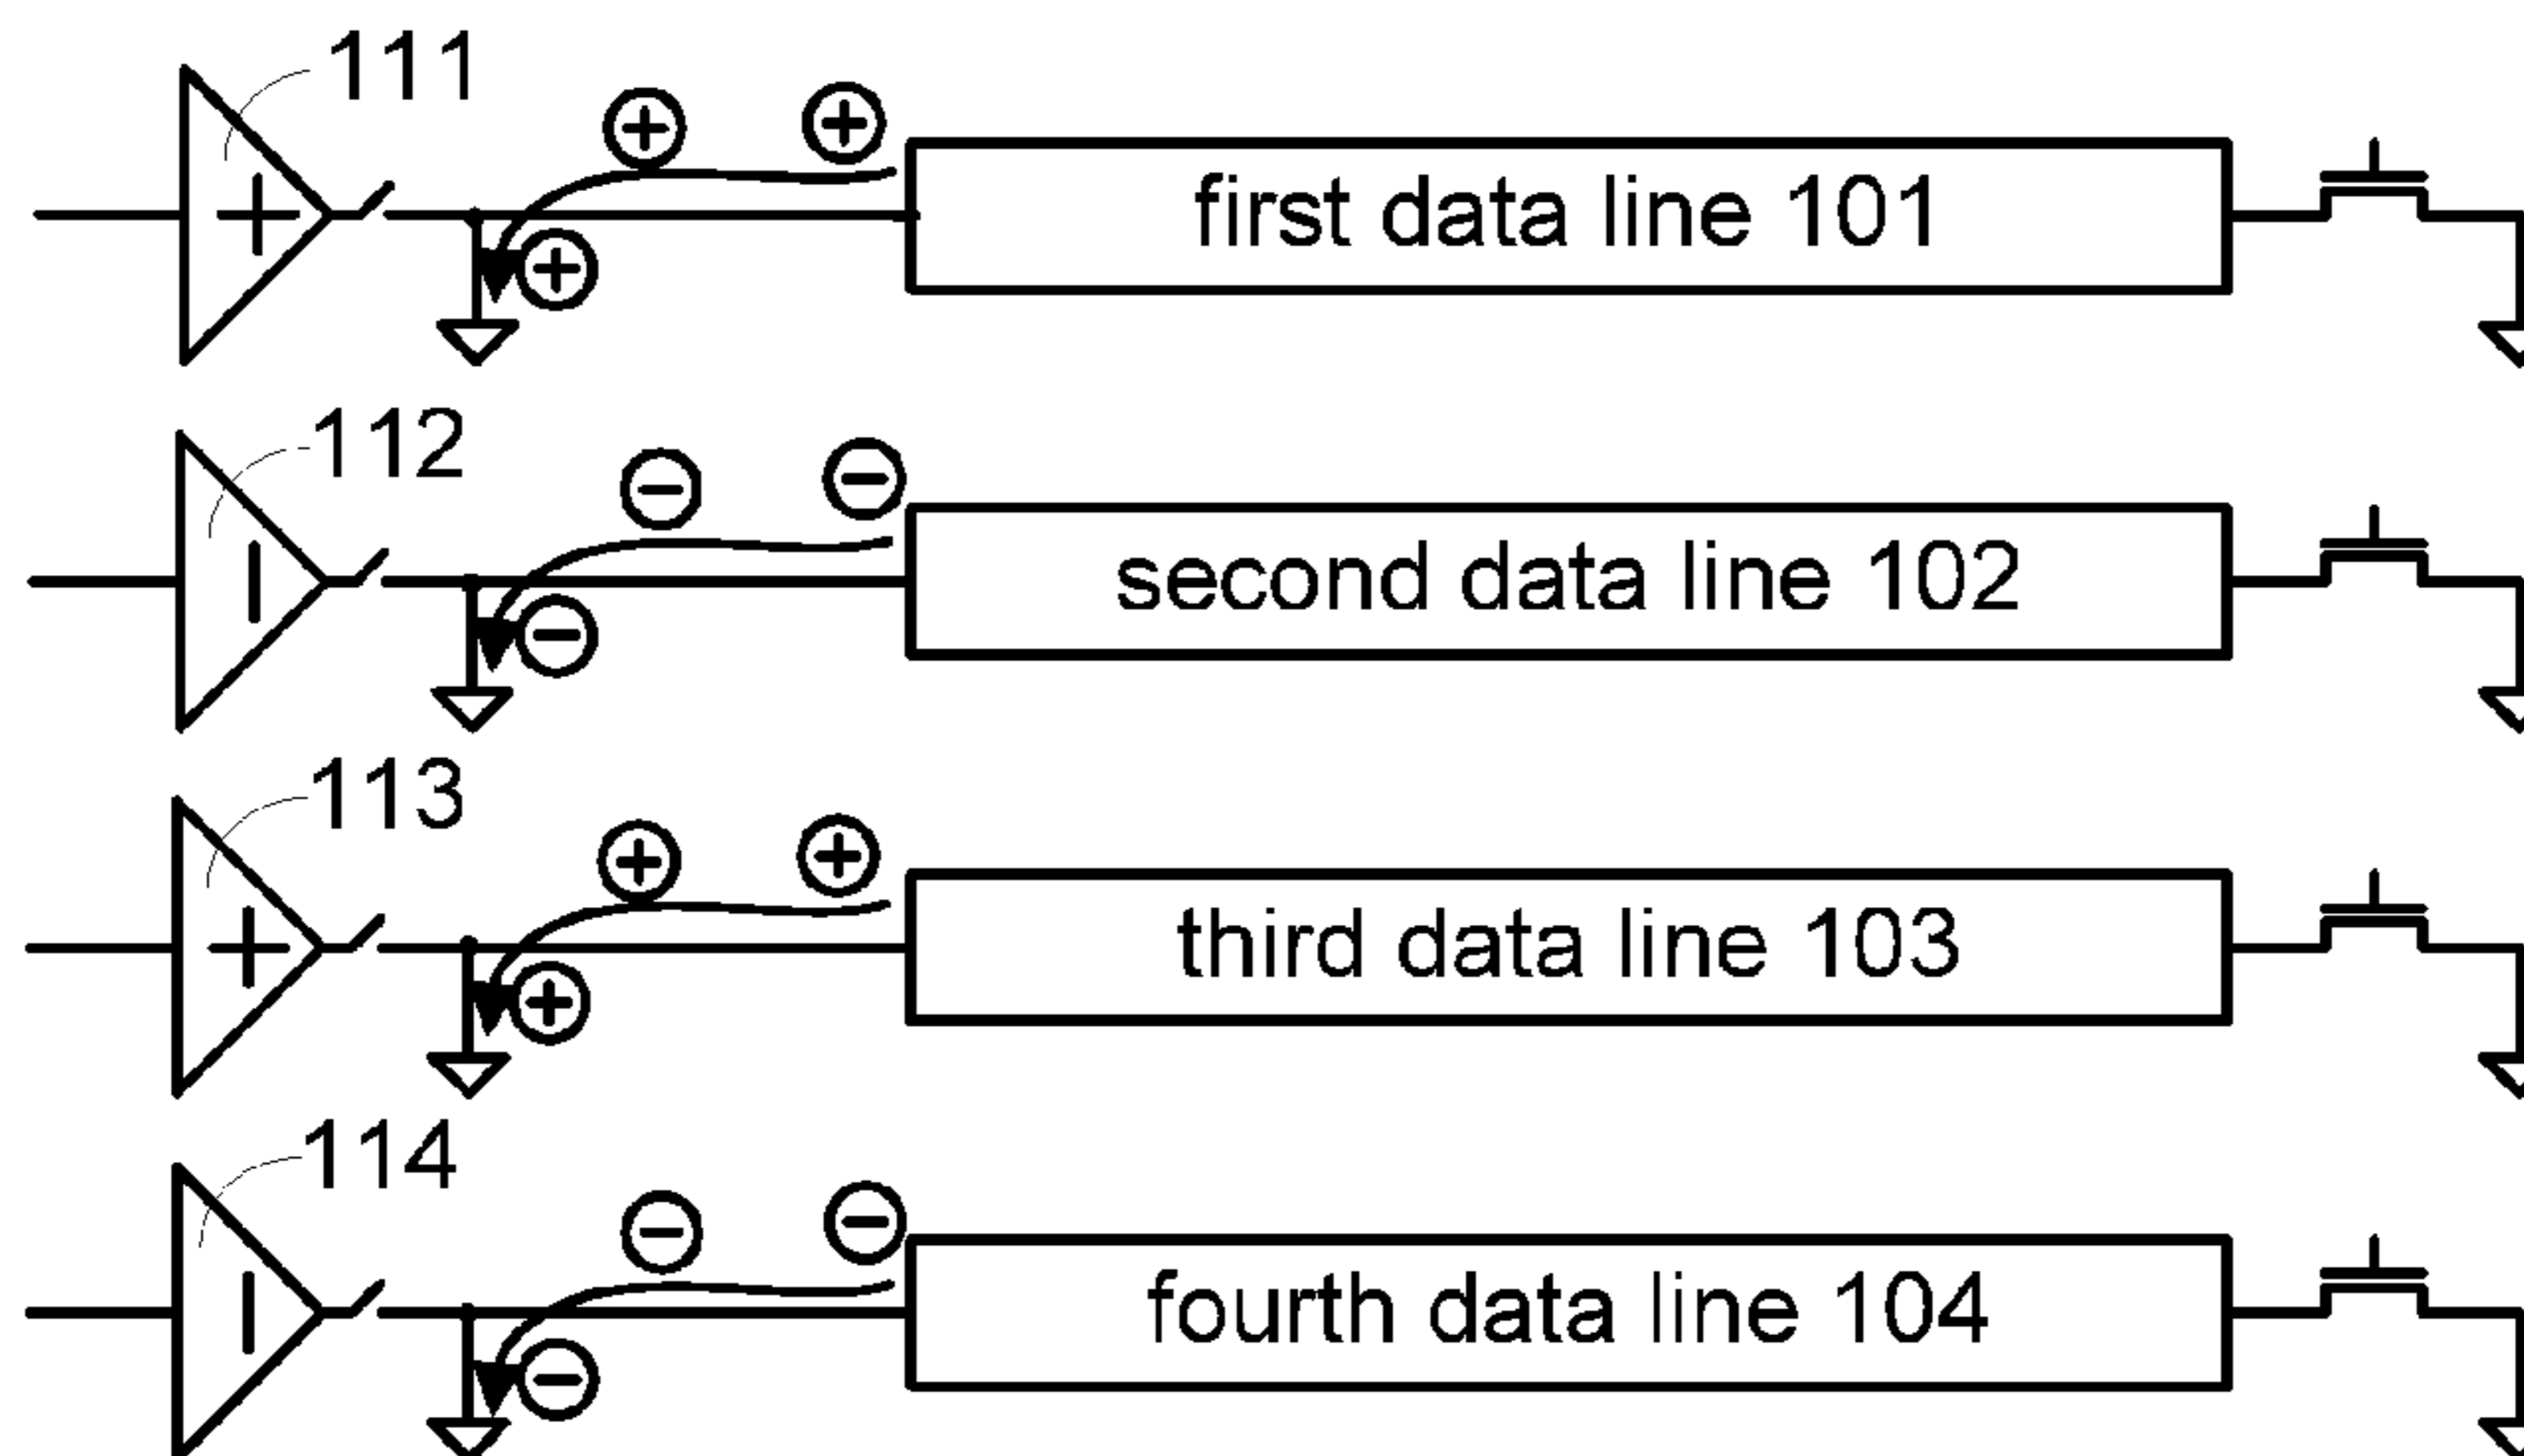 111
first data line 101
112
second data line 102
113
third data line 103
114
fourth data line 104